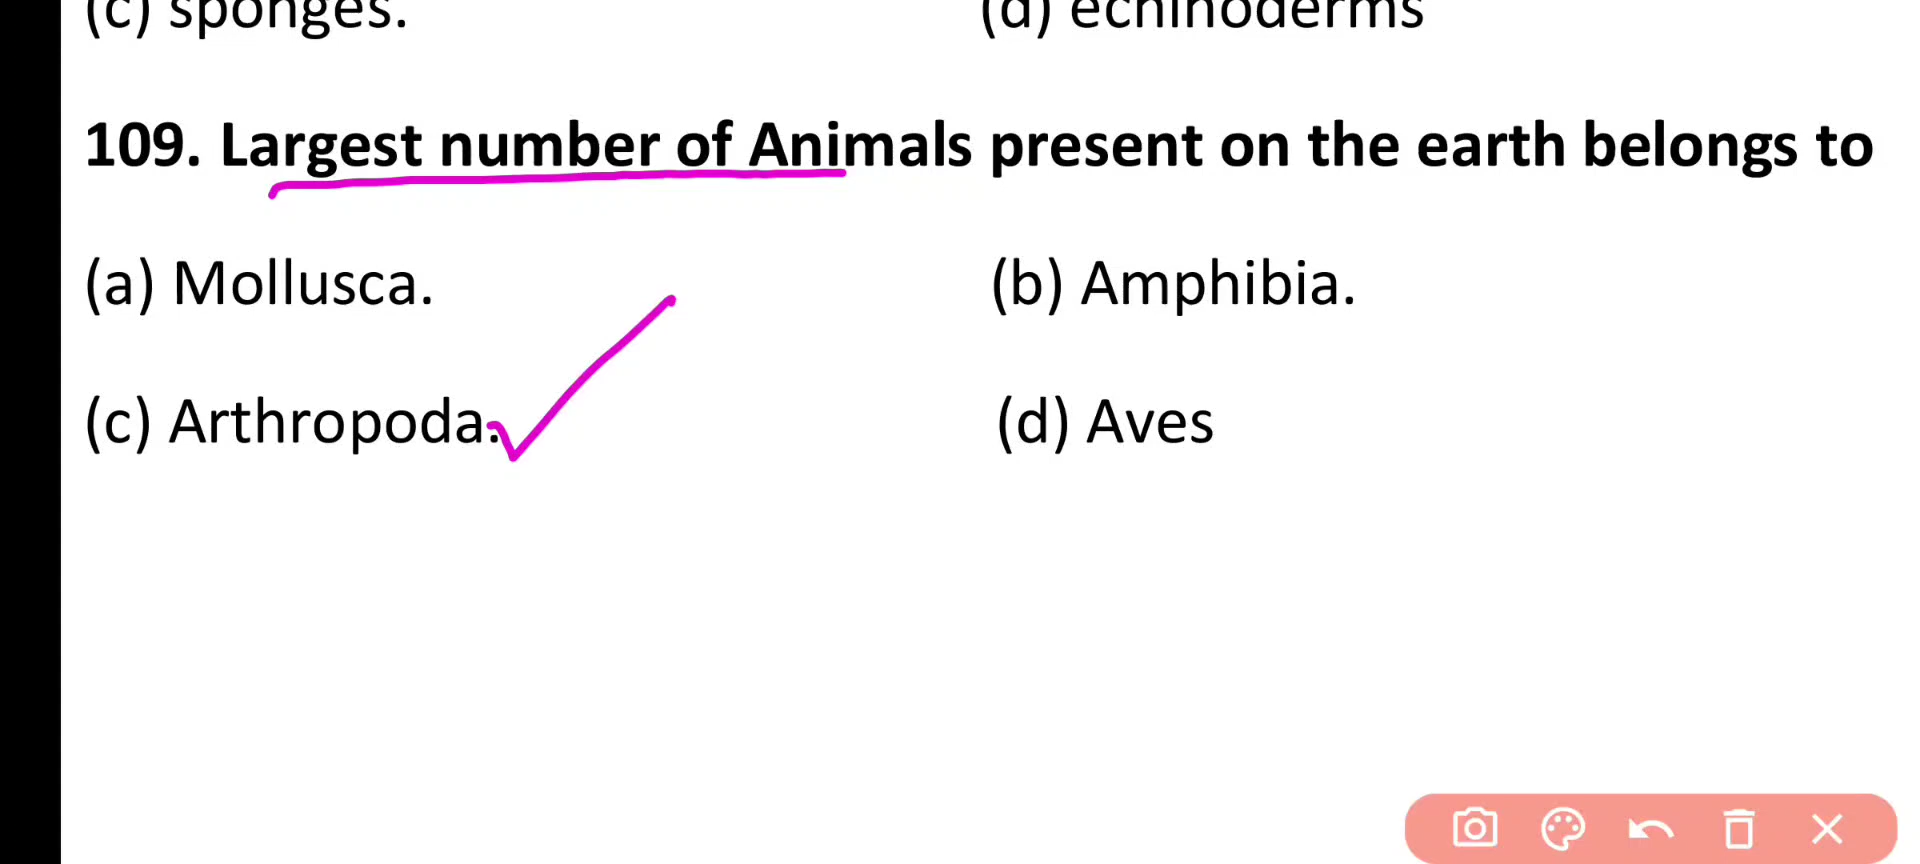 (c) sponges. (d) echinoderms
109. Largest number of Animals present on the earth belongs to
(a) Mollusca. (b) Amphibia.
(c) Arthropoda. (d) Aves